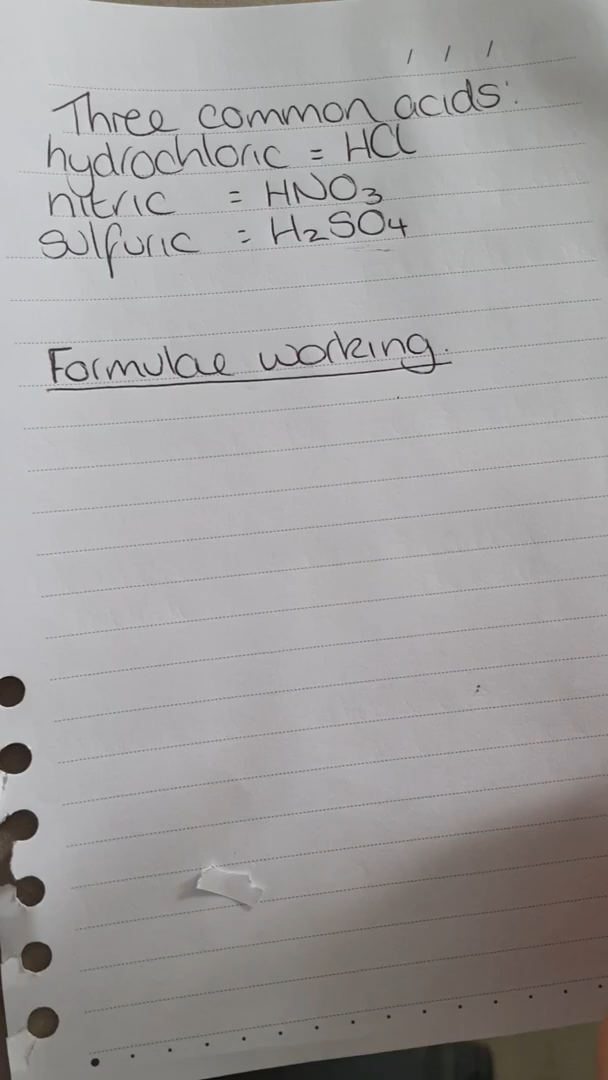 / / /
Three common acids:
hydrochloric = HCl
nitric = HNO3
sulfuric = H2SO4
Formulae working.